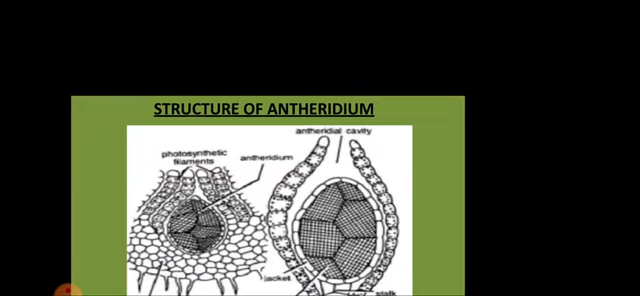 STRUCTURE OF ANTHERIDIUM
antheridial cavity
photosynthetic
filaments
antheridium
jacket
stalk